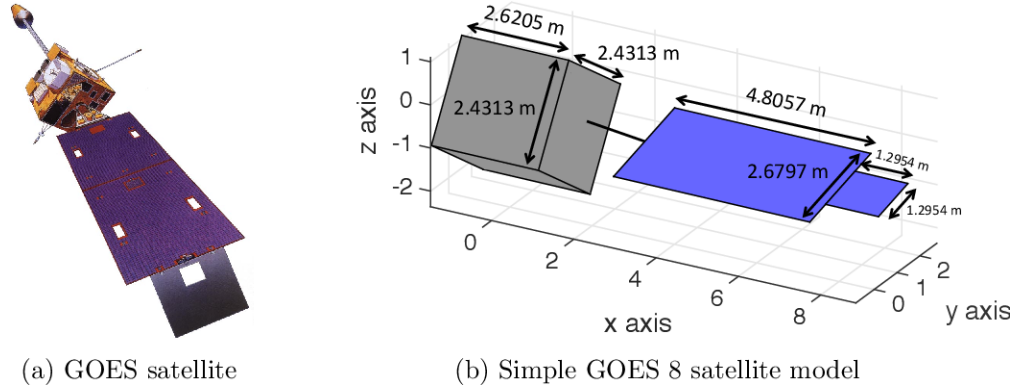 2.6205 m
2.4313 m
2.4313 m
4.8057 m
1.2954 m
2.6797 m
1.2954 m
1
0
-1
-2
z axis
0
2
4
6
8
x axis
0
1
2
y axis
(a) GOES satellite
(b) Simple GOES 8 satellite model